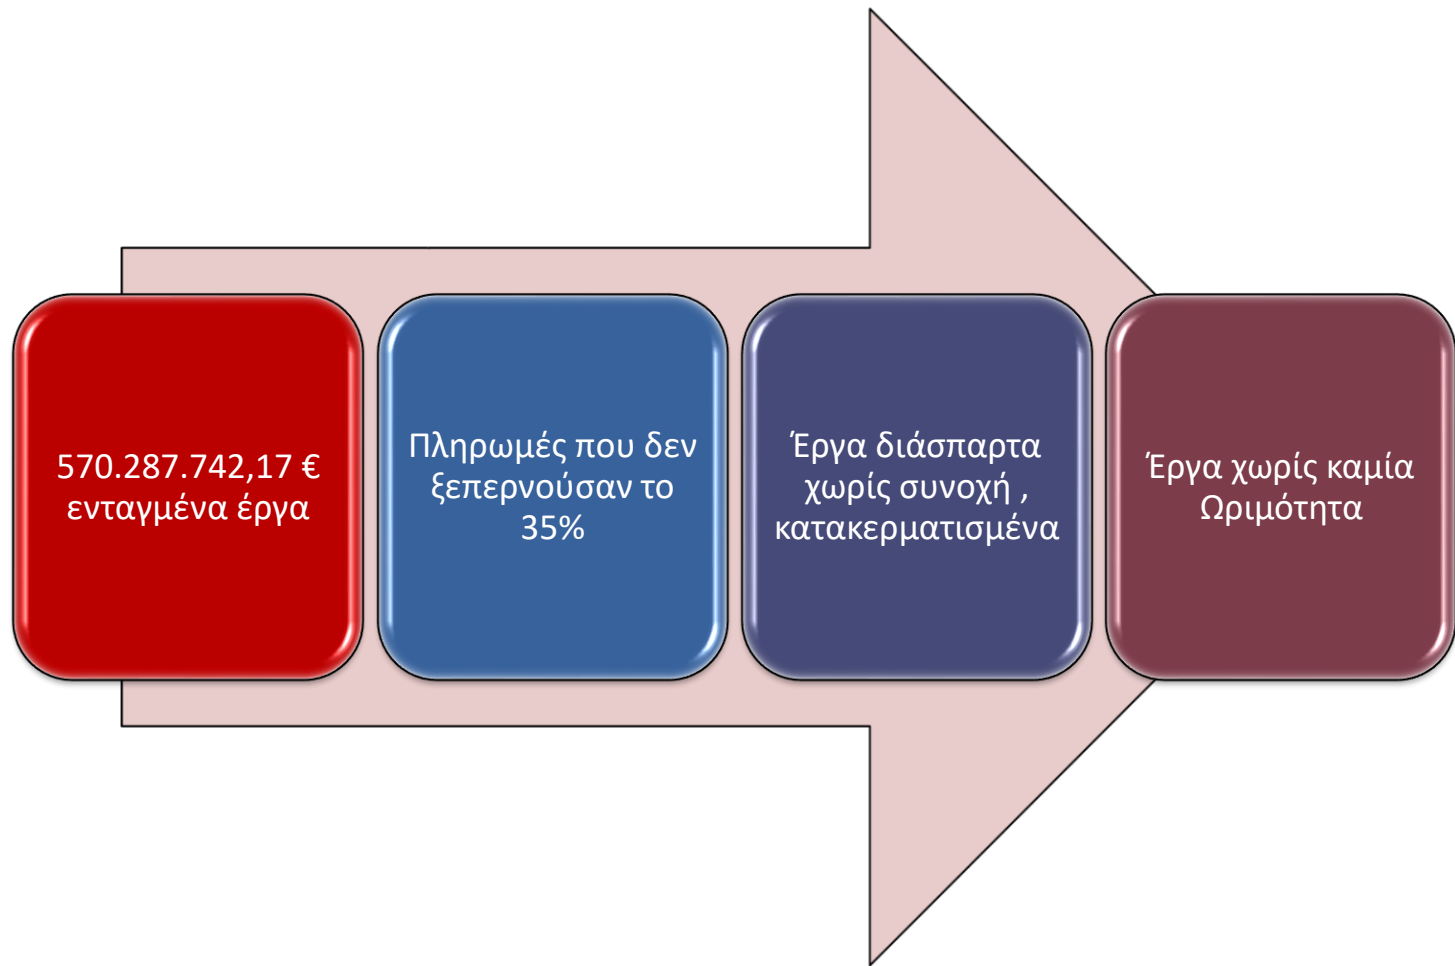 570.287.742,17 €
ενταγμένα έργα
Πληρωμές που δεν
ξεπερνούσαν το
35%
Έργα διάσπαρτα
χωρίς συνοχή ,
κατακερματισμένα
Έργα χωρίς καμία
Ωριμότητα